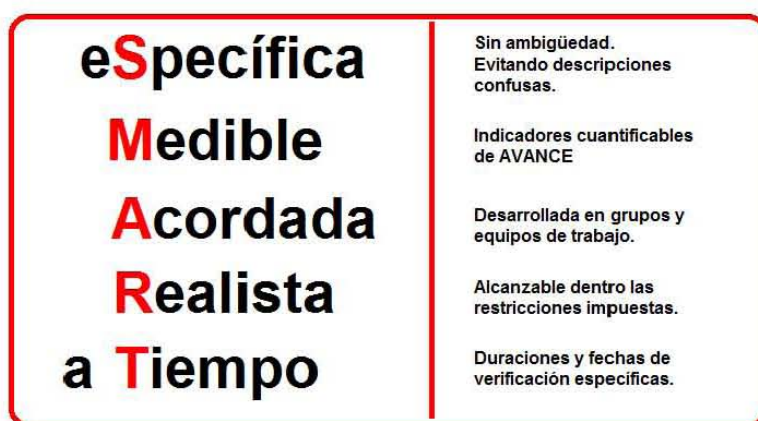 eSpecífica
Sin ambigüedad.
Evitando descripciones
confusas.
Medible
Indicadores cuantificables
de AVANCE
Acordada
Desarrollada en grupos y
equipos de trabajo.
Realista
Alcanzable dentro las
restricciones impuestas.
a Tiempo
Duraciones y fechas de
verificación específicas.